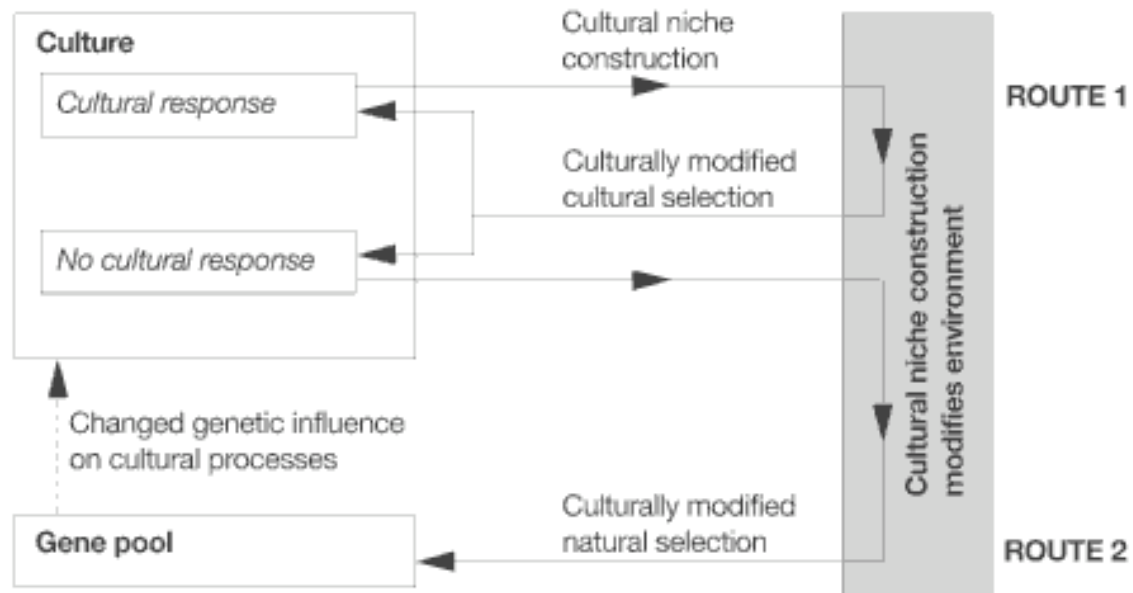 Culture
Cultural response
No cultural response
Cultural niche
construction
ROUTE 1
Culturally modified
cultural selection
Cultural niche construction
modifies environment
Changed genetic influence
on cultural processes
Gene pool
Culturally modified
natural selection
ROUTE 2